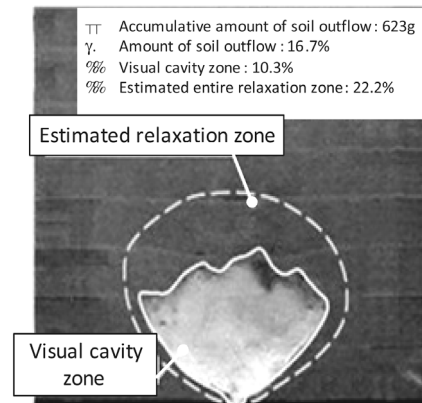 ㅠ Accumulative amount of soil outflow : 623g
γ. Amount of soil outflow : 16.7%
‰ Visual cavity zone : 10.3%
‰ Estimated entire relaxation zone : 22.2%
Estimated relaxation zone
Visual cavity
zone